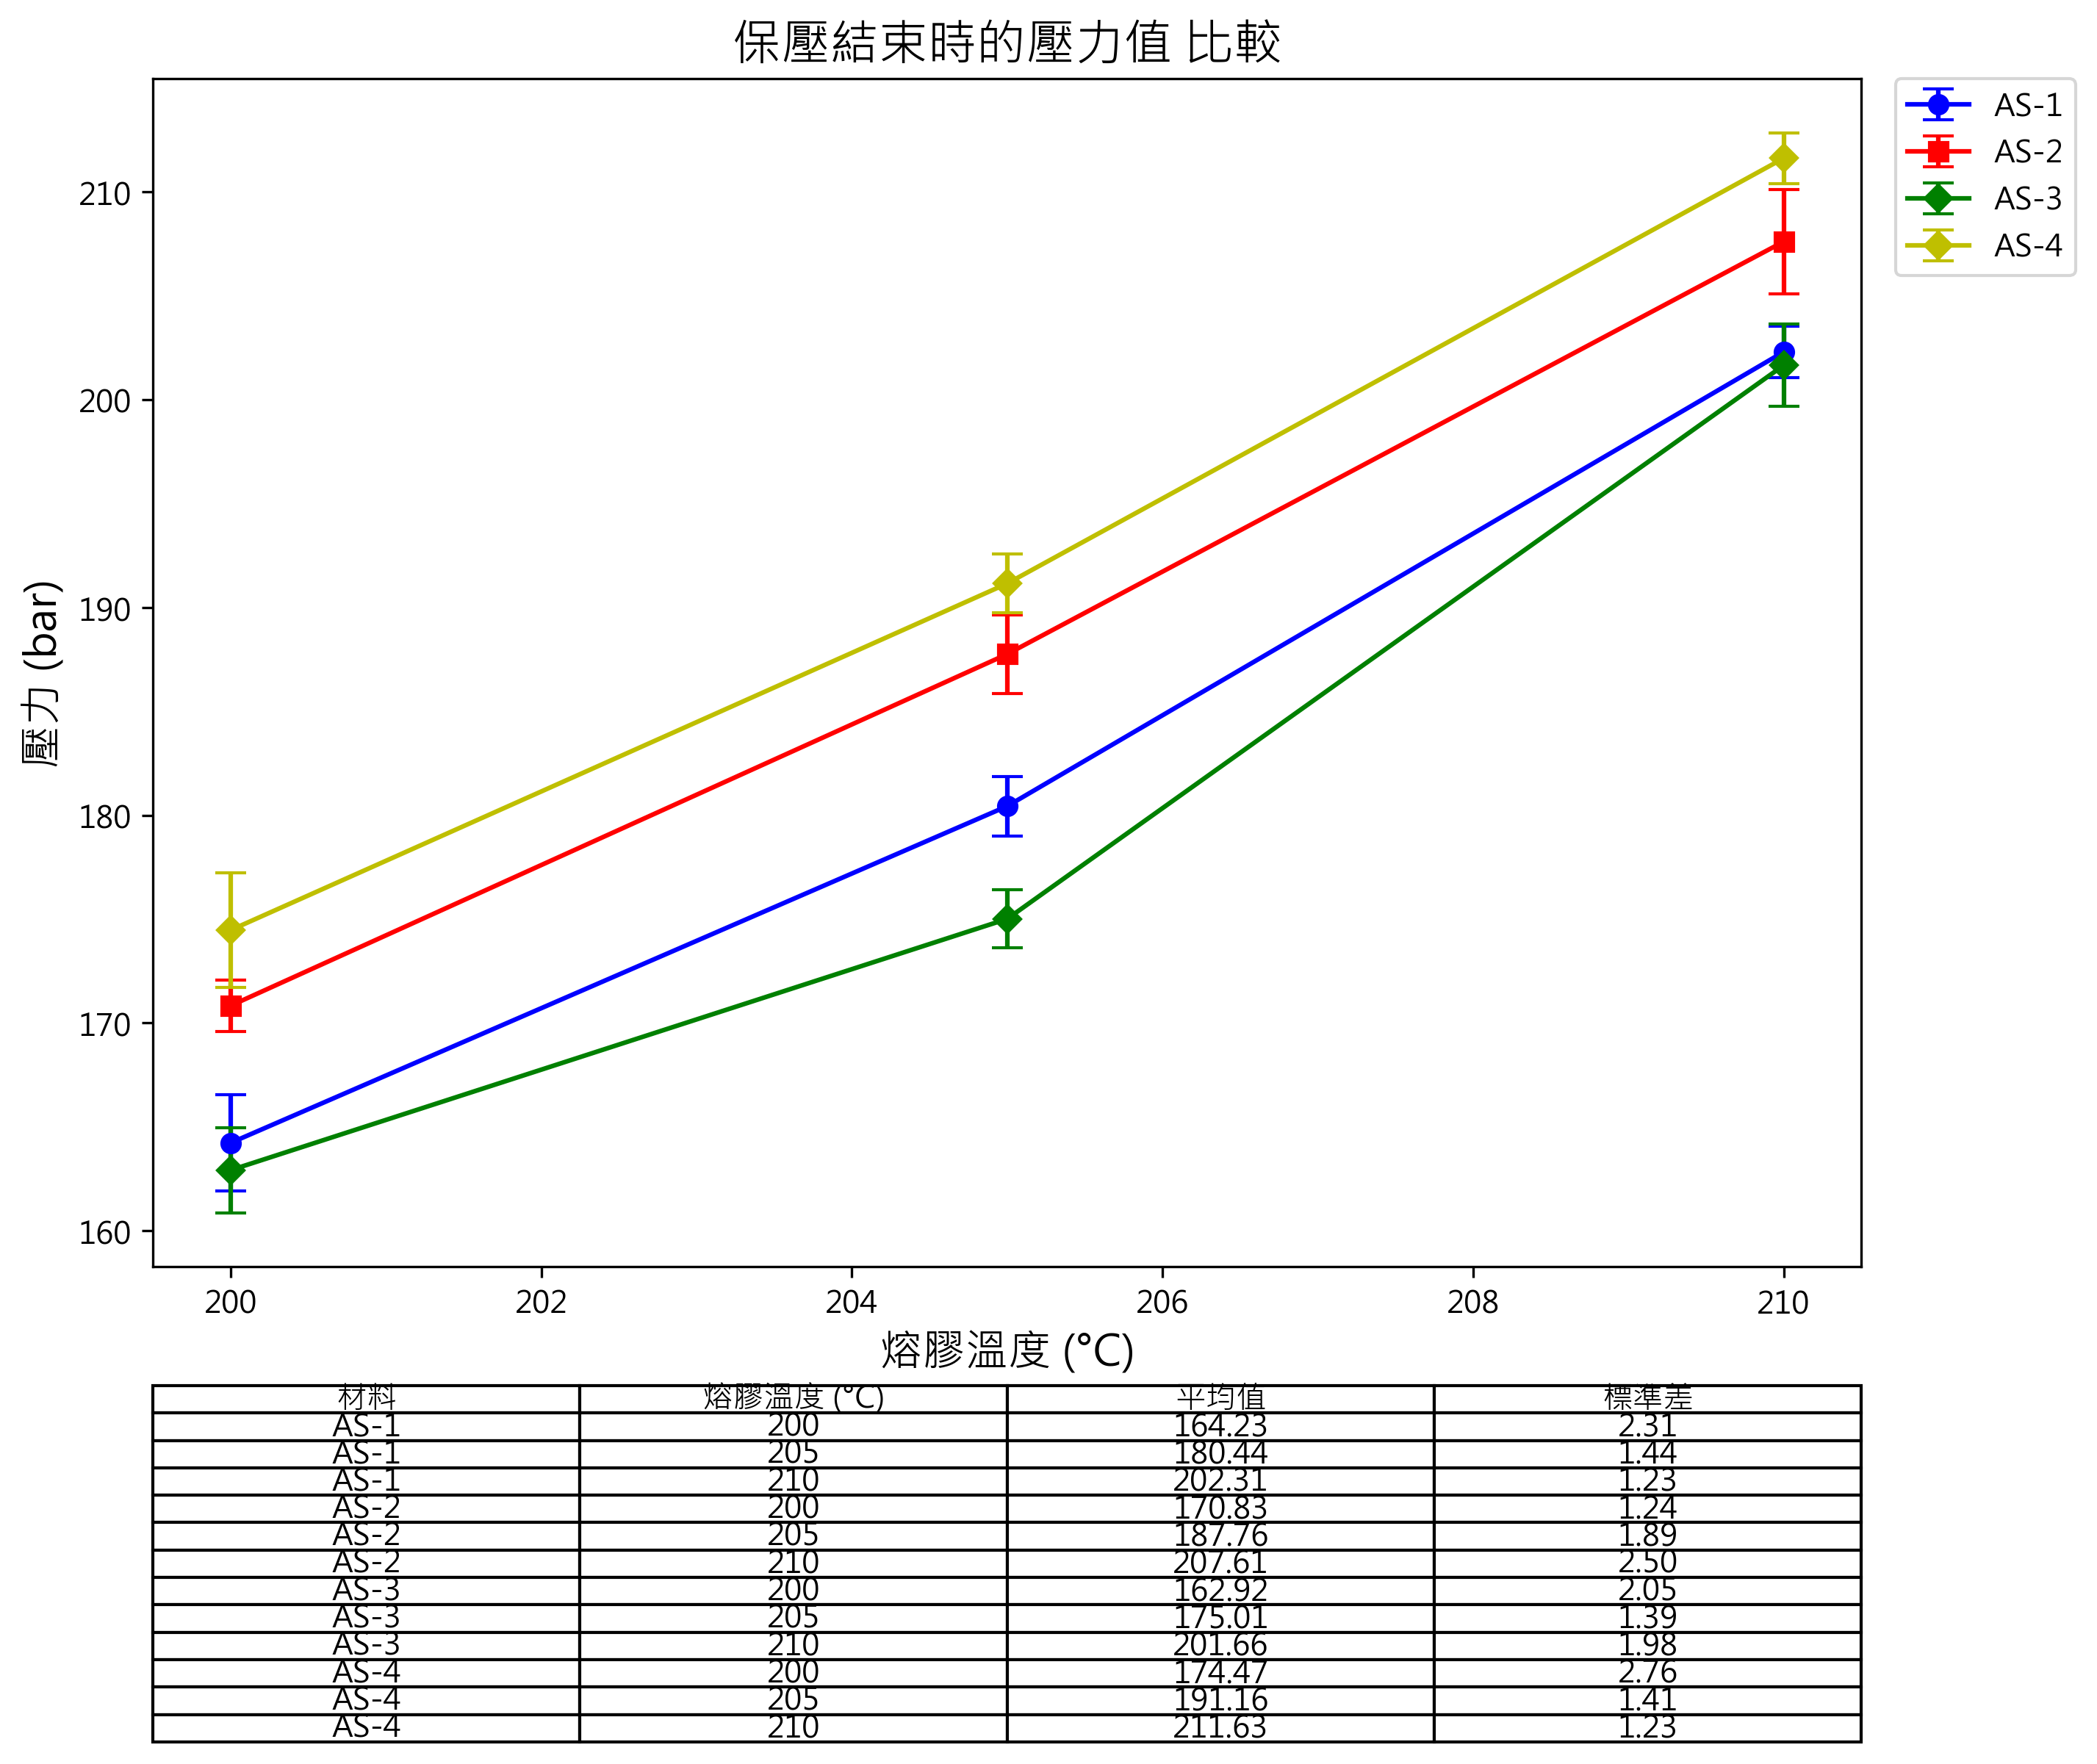 保壓結束時的壓力值 比較
AS-1
AS-2
AS-3
AS-4
210
200
190
180
170
160
壓力 (bar)
200 202 204 206 208 210
熔膠溫度 (°C)
材料 熔膠溫度 (°C) 平均值 標準差
AS-1 200 164.23 2.31
AS-1 205 180.44 1.44
AS-1 210 202.31 1.23
AS-2 200 170.83 1.24
AS-2 205 187.76 1.89
AS-2 210 207.61 2.50
AS-3 200 162.92 2.05
AS-3 205 175.01 1.39
AS-3 210 201.66 1.98
AS-4 200 174.47 2.76
AS-4 205 191.16 1.41
AS-4 210 211.63 1.23